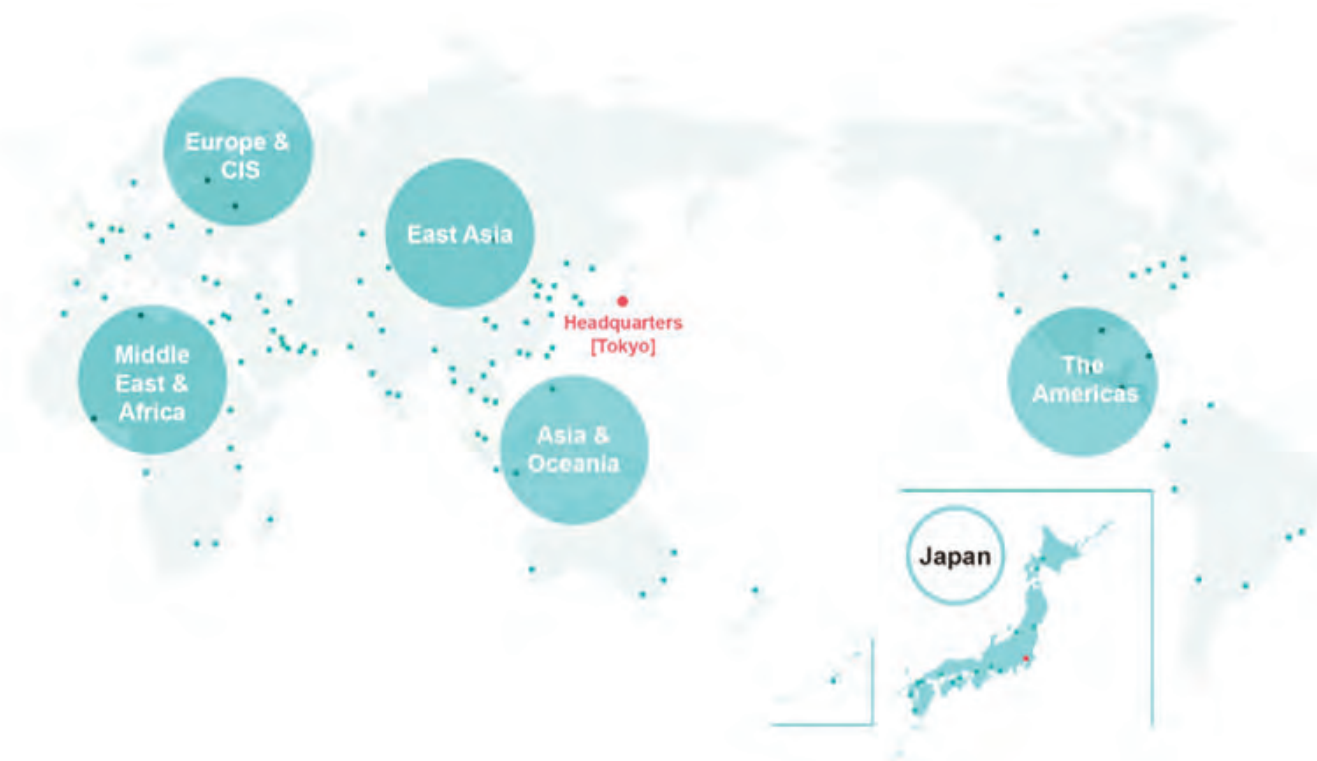 Europe &
CIS
East Asia
Headquarters
[Tokyo]
Middle
East &
Africa
The
Americas
Asia &
Oceania
Japan